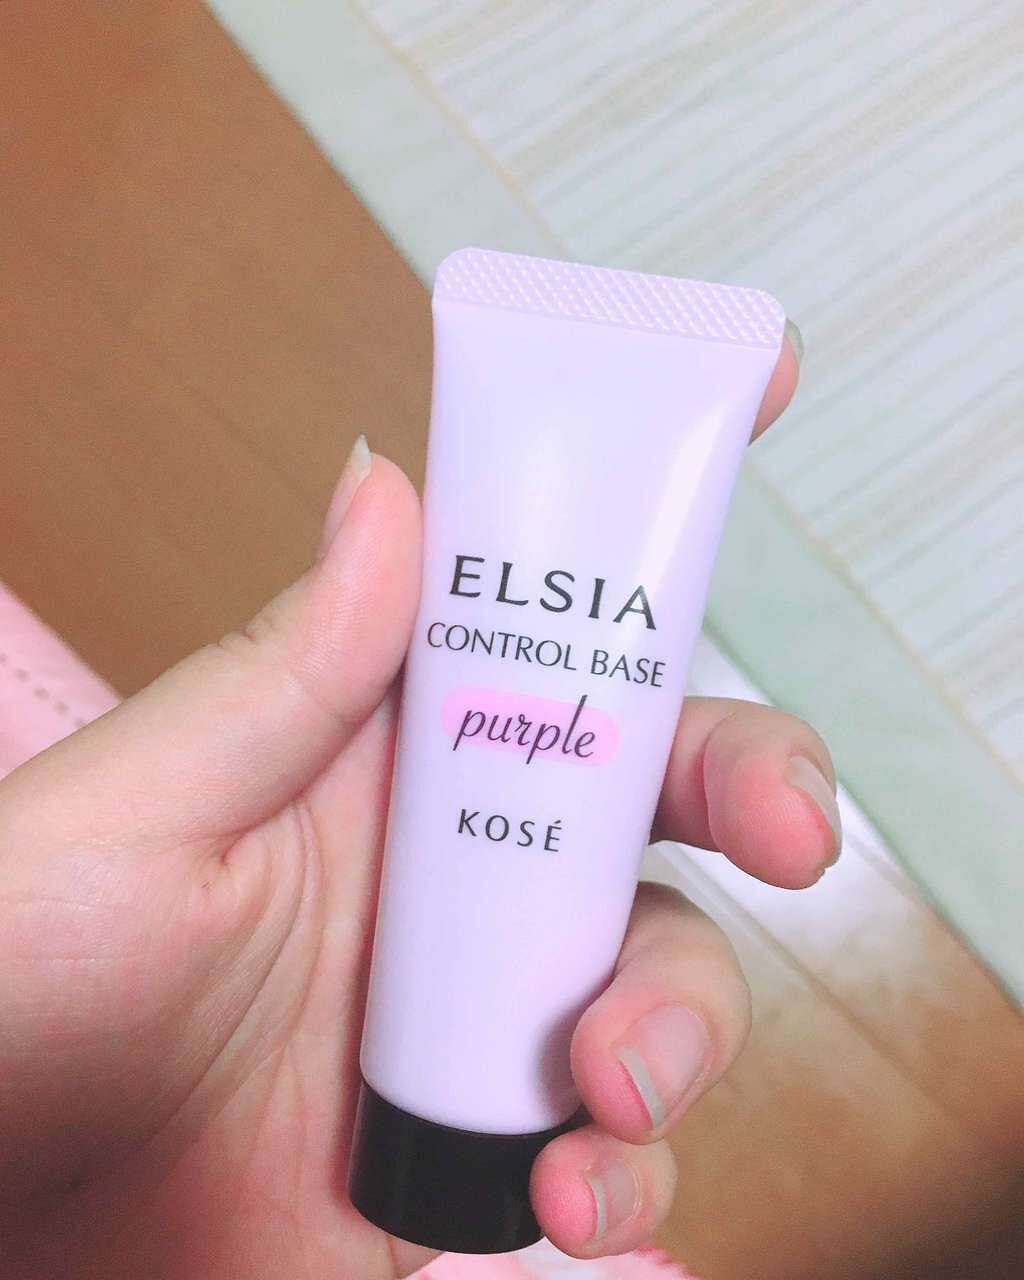 ELSIA
CONTROL BASE
purple
KOSÉ